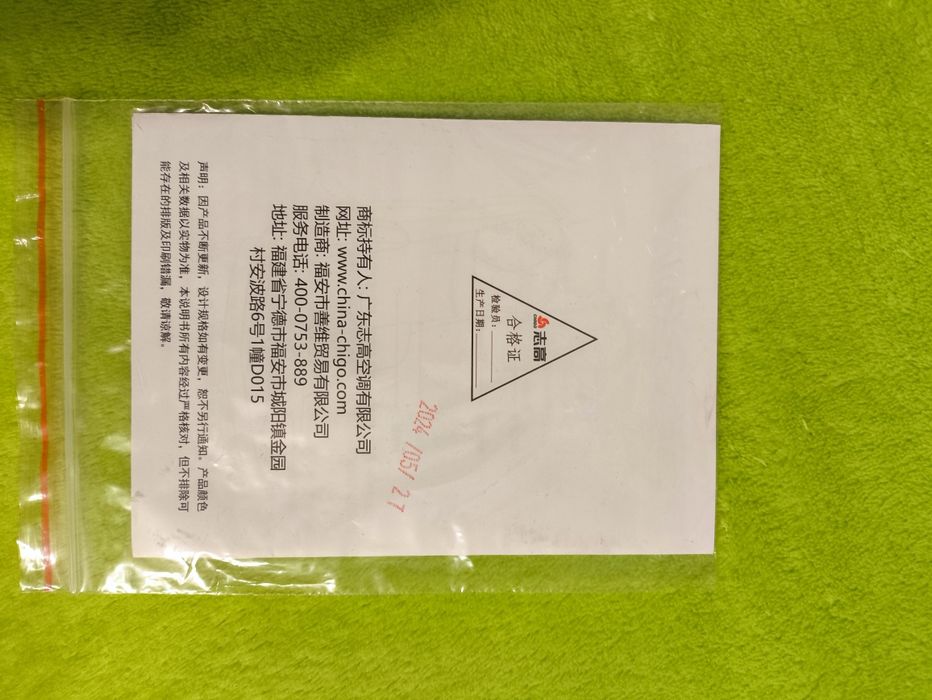 志高
CHIGO
合格证
检验员：
生产日期：
2024/05/27
商标持有人: 广东志高空调有限公司
网址: www.china-chigo.com
制造商: 福安市善维贸易有限公司
服务电话: 400-0753-889
地址: 福建省宁德市福安市城阳镇金园
村安波路6号1幢D015
声明：因产品不断更新，设计规格如有变更，恕不另行通知。产品颜色
及相关数据以实物为准，本说明书所有内容经过严格核对，但不排除可
能存在的排版及印刷错漏，敬请谅解。